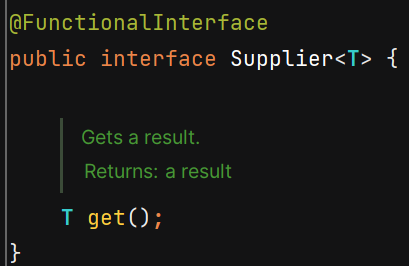 @FunctionalInterface
public interface Supplier<T> {
Gets a result.
Returns: a result
T get();
}